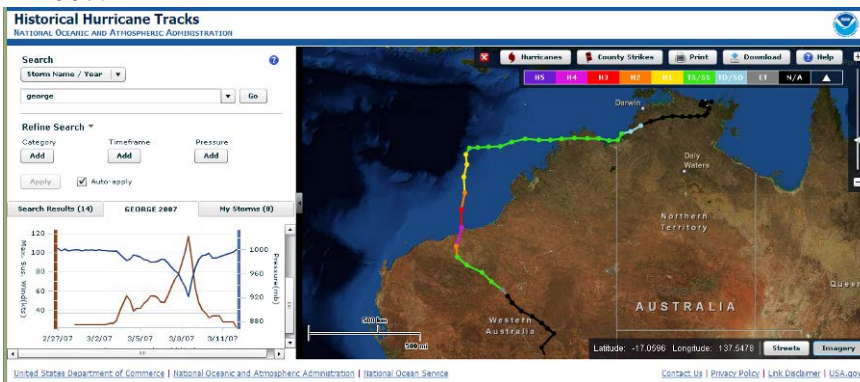 Historical Hurricane Tracks
NATIONAL OCEANIC AND ATMOSPHERIC ADMINISTRATION
Search
Storm Name / Year
george
Go
Refine Search
Category Timeframe Pressure
Add Add Add
Apply Auto-apply
Search Results (14) GEORGE 2007 My Storms (0)
Max. Sus. Wind(kts)
120
100
80
60
40
1000
960
920
880
Pressure(mb)
2/27/07 3/2/07 3/5/07 3/8/07 3/11/07
Hurricanes County Strikes Print Download Help
H5 H4 H3 H2 H1 TS/SS TD/SD ET N/A
Darwin
Daly
Waters
Northern
Territory
Quee
AUSTRALIA
Western
Australia
500 km
500 mi
Latitude: -17.0596 Longitude: 137.5478 Streets Imagery
United States Department of Commerce | National Oceanic and Atmospheric Administration | National Ocean Service
Contact Us | Privacy Policy | Link Disclaimer | USA.gov